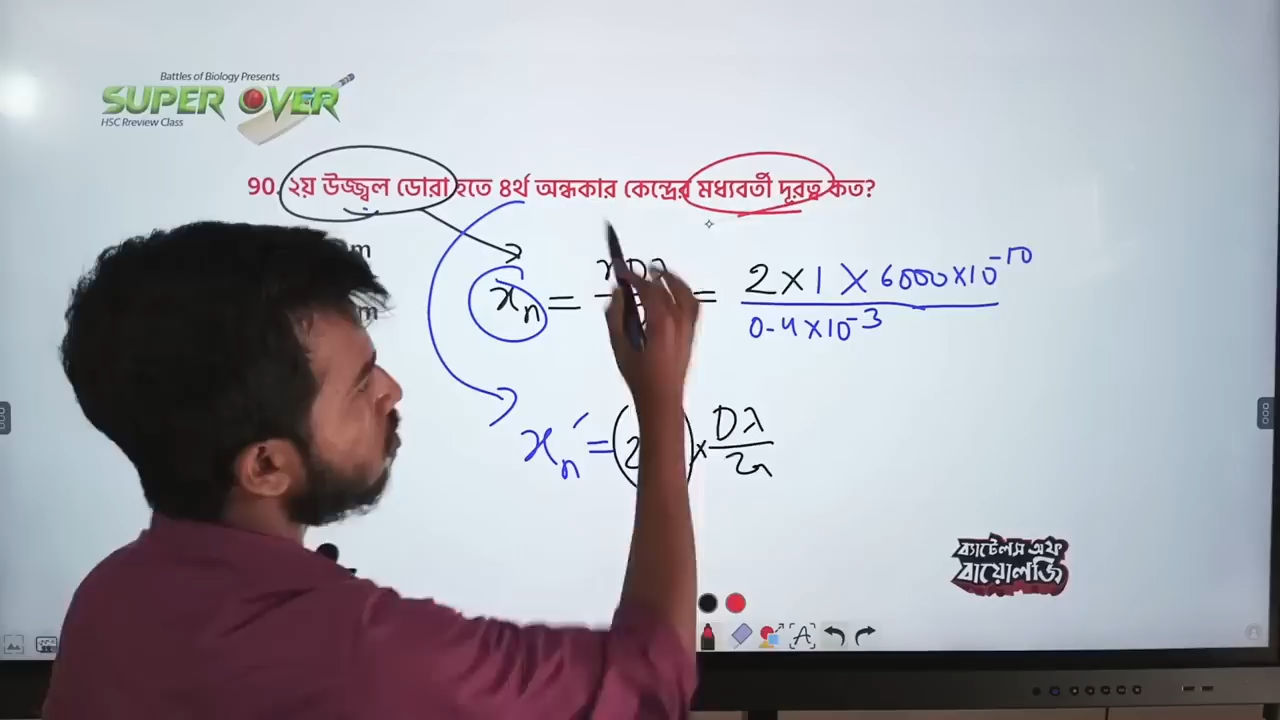 Battles of Biology Presents
SUPER OVER
HSC Rreview Class
90. ২য় উজ্জ্বল ডোরা হতে ৪র্থ অন্ধকার কেন্দ্রের মধ্যবর্তী দূরত্ব কত?
m
m
xn = = 2×1×6000×10^-10 / 0.4×10^-3
xn′ = (2 × Dλ/2a
ব্যাটেলস অফ
বায়োলজি
A